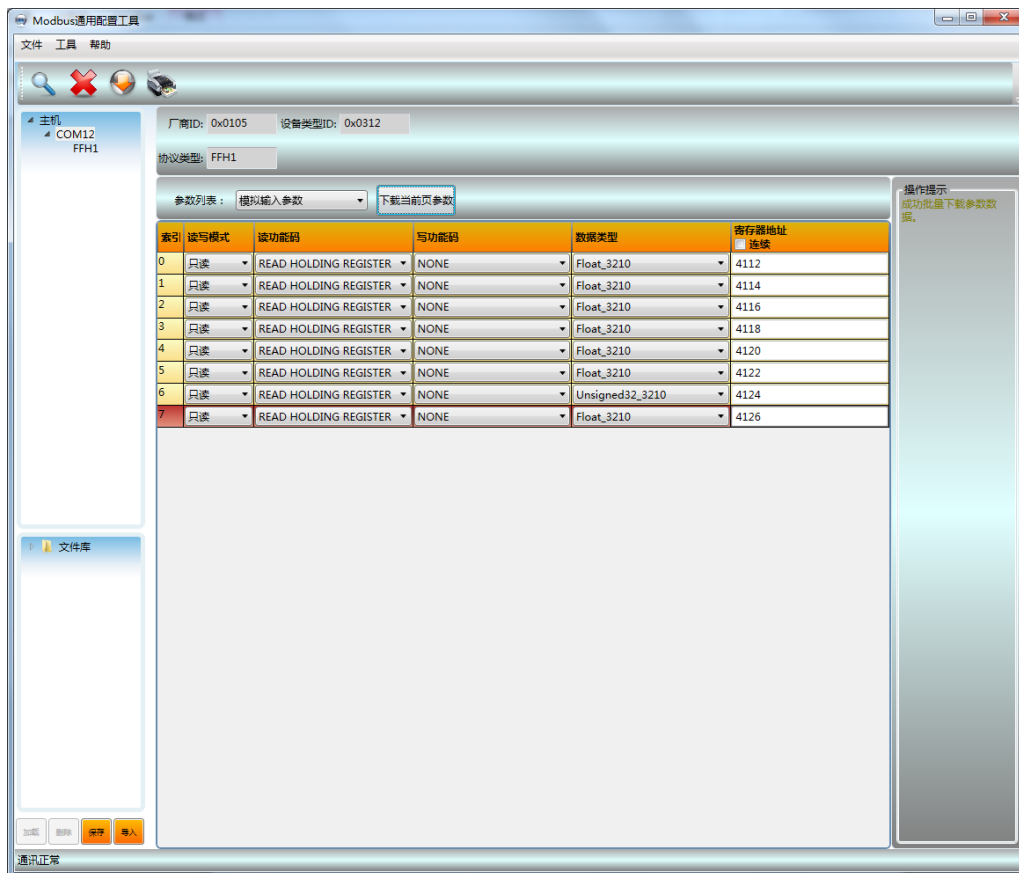 Modbus通用配置工具
文件 工具 帮助
主机
COM12
FFH1
厂商ID: 0x0105 设备类型ID: 0x0312
协议类型: FFH1
参数列表： 模拟输入参数 下载当前页参数
操作提示
成功批量下载参数数
据。
索引 读写模式 读功能码 写功能码 数据类型 寄存器地址
连续
0 只读 READ HOLDING REGISTER NONE Float_3210 4112
1 只读 READ HOLDING REGISTER NONE Float_3210 4114
2 只读 READ HOLDING REGISTER NONE Float_3210 4116
3 只读 READ HOLDING REGISTER NONE Float_3210 4118
4 只读 READ HOLDING REGISTER NONE Float_3210 4120
5 只读 READ HOLDING REGISTER NONE Float_3210 4122
6 只读 READ HOLDING REGISTER NONE Unsigned32_3210 4124
7 只读 READ HOLDING REGISTER NONE Float_3210 4126
文件库
加载 删除 保存 导入
通讯正常